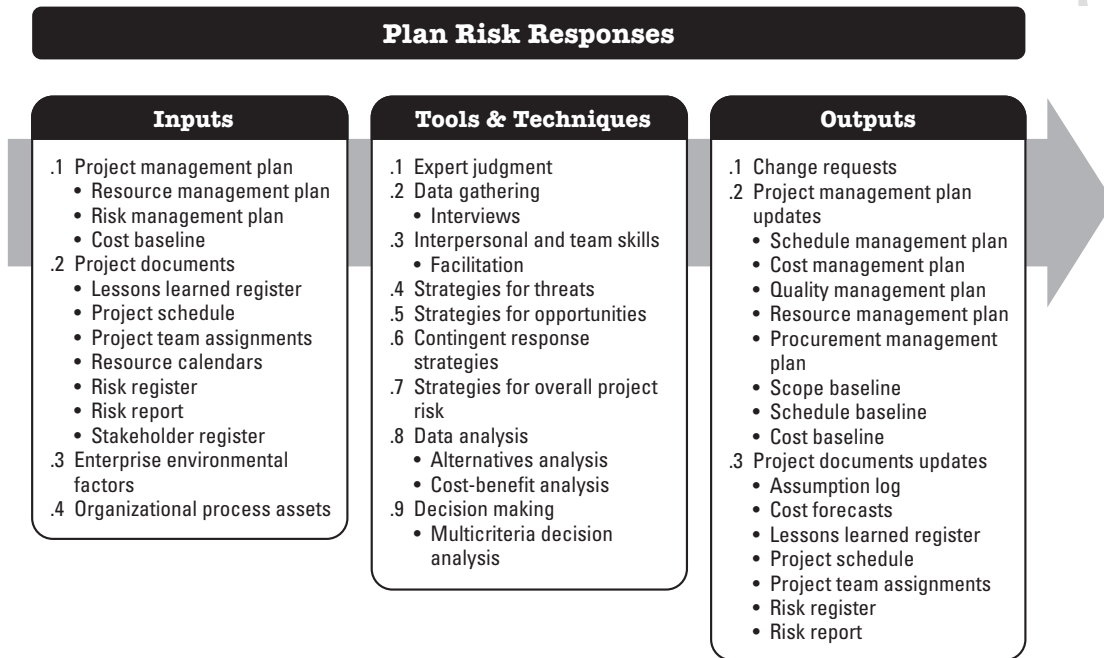 Plan Risk Responses
Inputs
.1 Project management plan
• Resource management plan
• Risk management plan
• Cost baseline
.2 Project documents
• Lessons learned register
• Project schedule
• Project team assignments
• Resource calendars
• Risk register
• Risk report
• Stakeholder register
.3 Enterprise environmental
factors
.4 Organizational process assets
Tools & Techniques
.1 Expert judgment
.2 Data gathering
• Interviews
.3 Interpersonal and team skills
• Facilitation
.4 Strategies for threats
.5 Strategies for opportunities
.6 Contingent response
strategies
.7 Strategies for overall project
risk
.8 Data analysis
• Alternatives analysis
• Cost-benefit analysis
.9 Decision making
• Multicriteria decision
analysis
Outputs
.1 Change requests
.2 Project management plan
updates
• Schedule management plan
• Cost management plan
• Quality management plan
• Resource management plan
• Procurement management
plan
• Scope baseline
• Schedule baseline
• Cost baseline
.3 Project documents updates
• Assumption log
• Cost forecasts
• Lessons learned register
• Project schedule
• Project team assignments
• Risk register
• Risk report